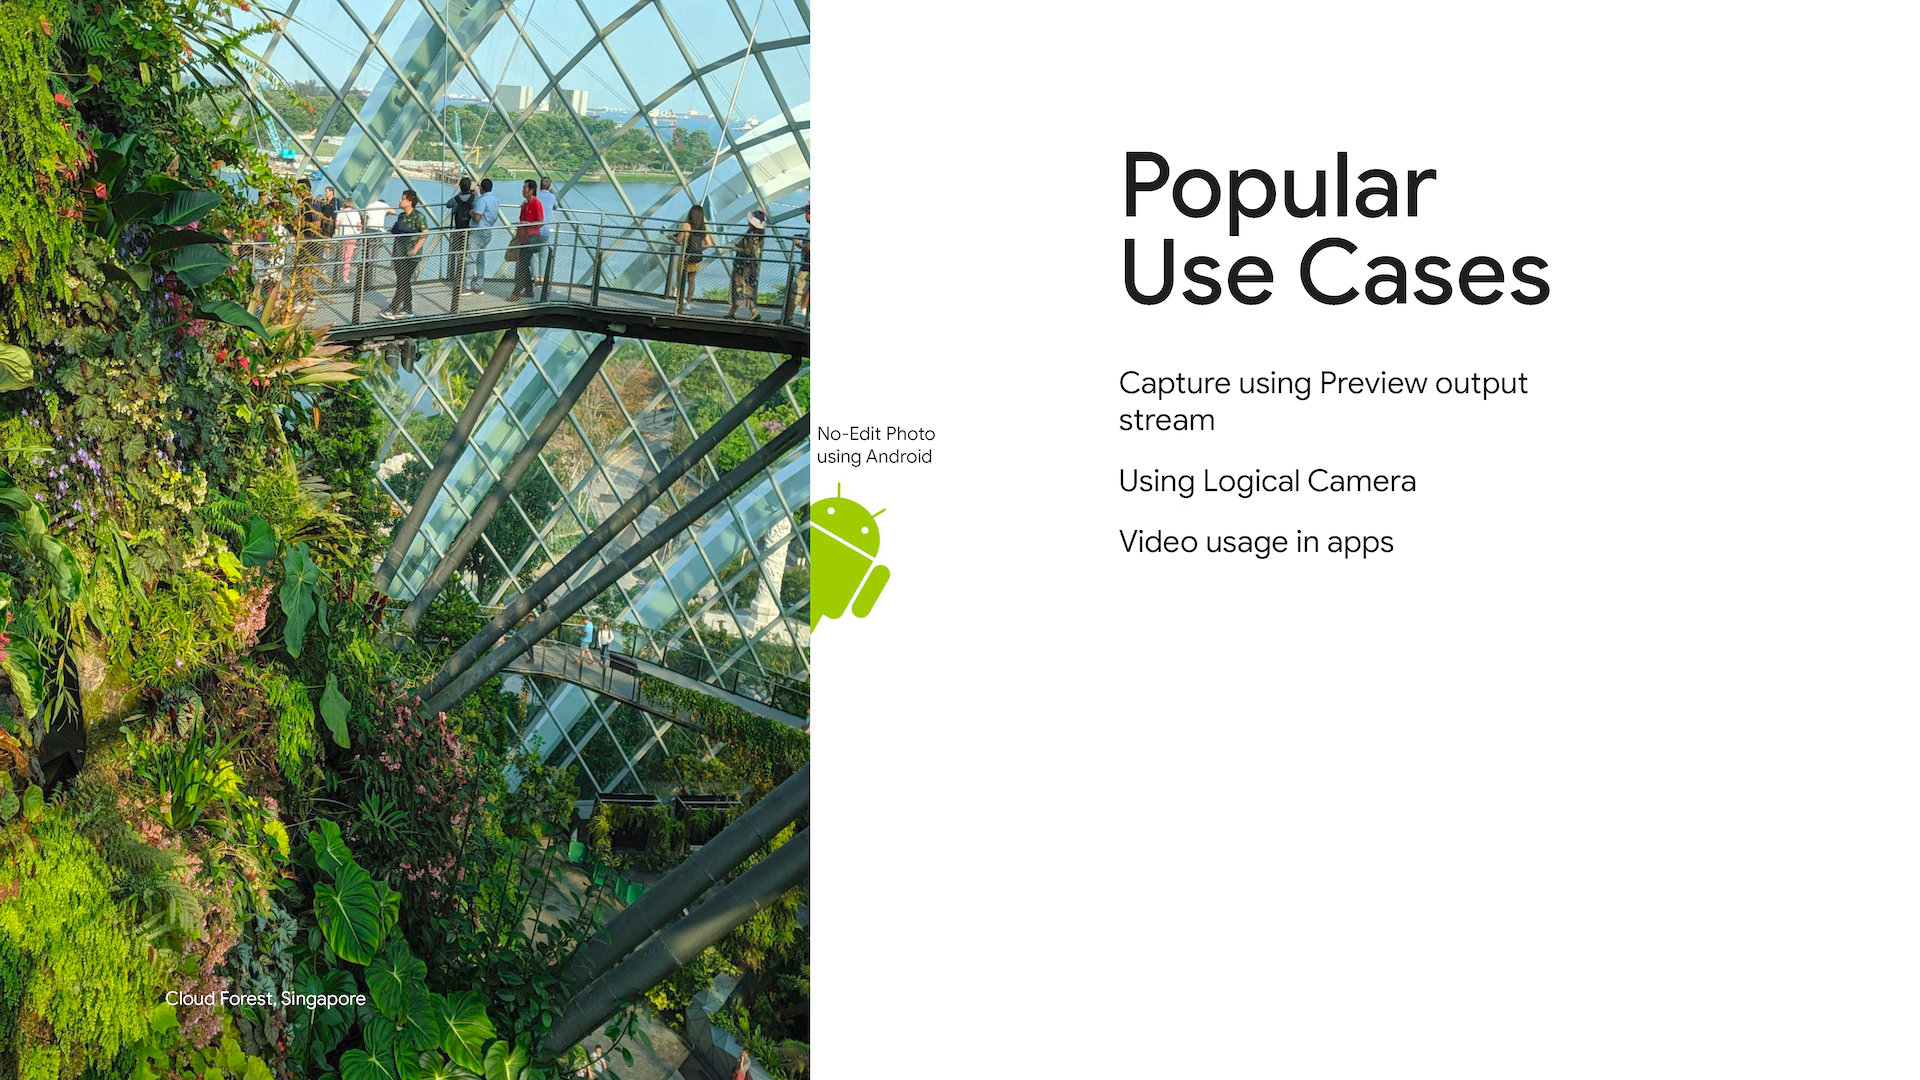 Popular
Use Cases
Capture using Preview output
stream
Using Logical Camera
Video usage in apps
No-Edit Photo
using Android
Cloud Forest, Singapore